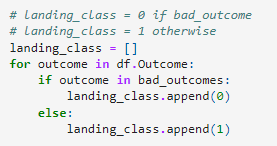 # landing_class = 0 if bad_outcome
# landing_class = 1 otherwise
landing_class = []
for outcome in df.Outcome:
    if outcome in bad_outcomes:
        landing_class.append(0)
    else:
        landing_class.append(1)